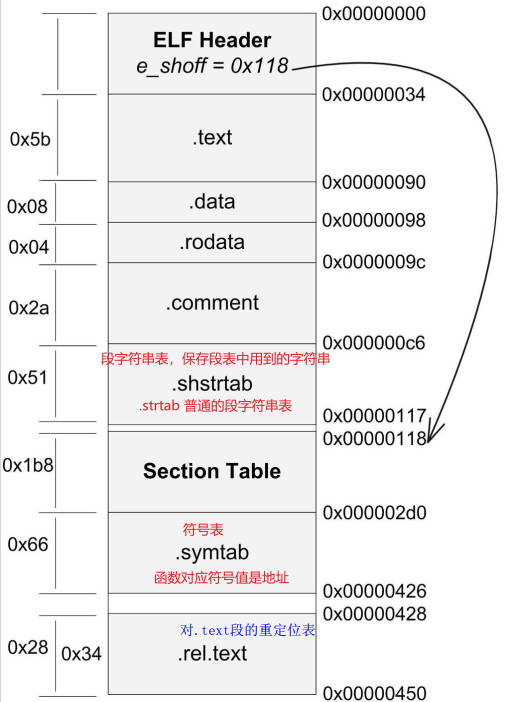 0x00000000
ELF Header
e_shoff = 0x118
0x00000034
0x5b
.text
0x00000090
0x08
.data
0x00000098
0x04
.rodata
0x0000009c
0x2a
.comment
0x000000c6
段字符串表，保存段表中用到的字符串
0x51
.shstrtab
.strtab 普通的段字符串表
0x00000117
0x00000118
0x1b8
Section Table
0x000002d0
符号表
0x66
.symtab
函数对应符号值是地址
0x00000426
0x00000428
对.text段的重定位表
0x28
0x34
.rel.text
0x00000450